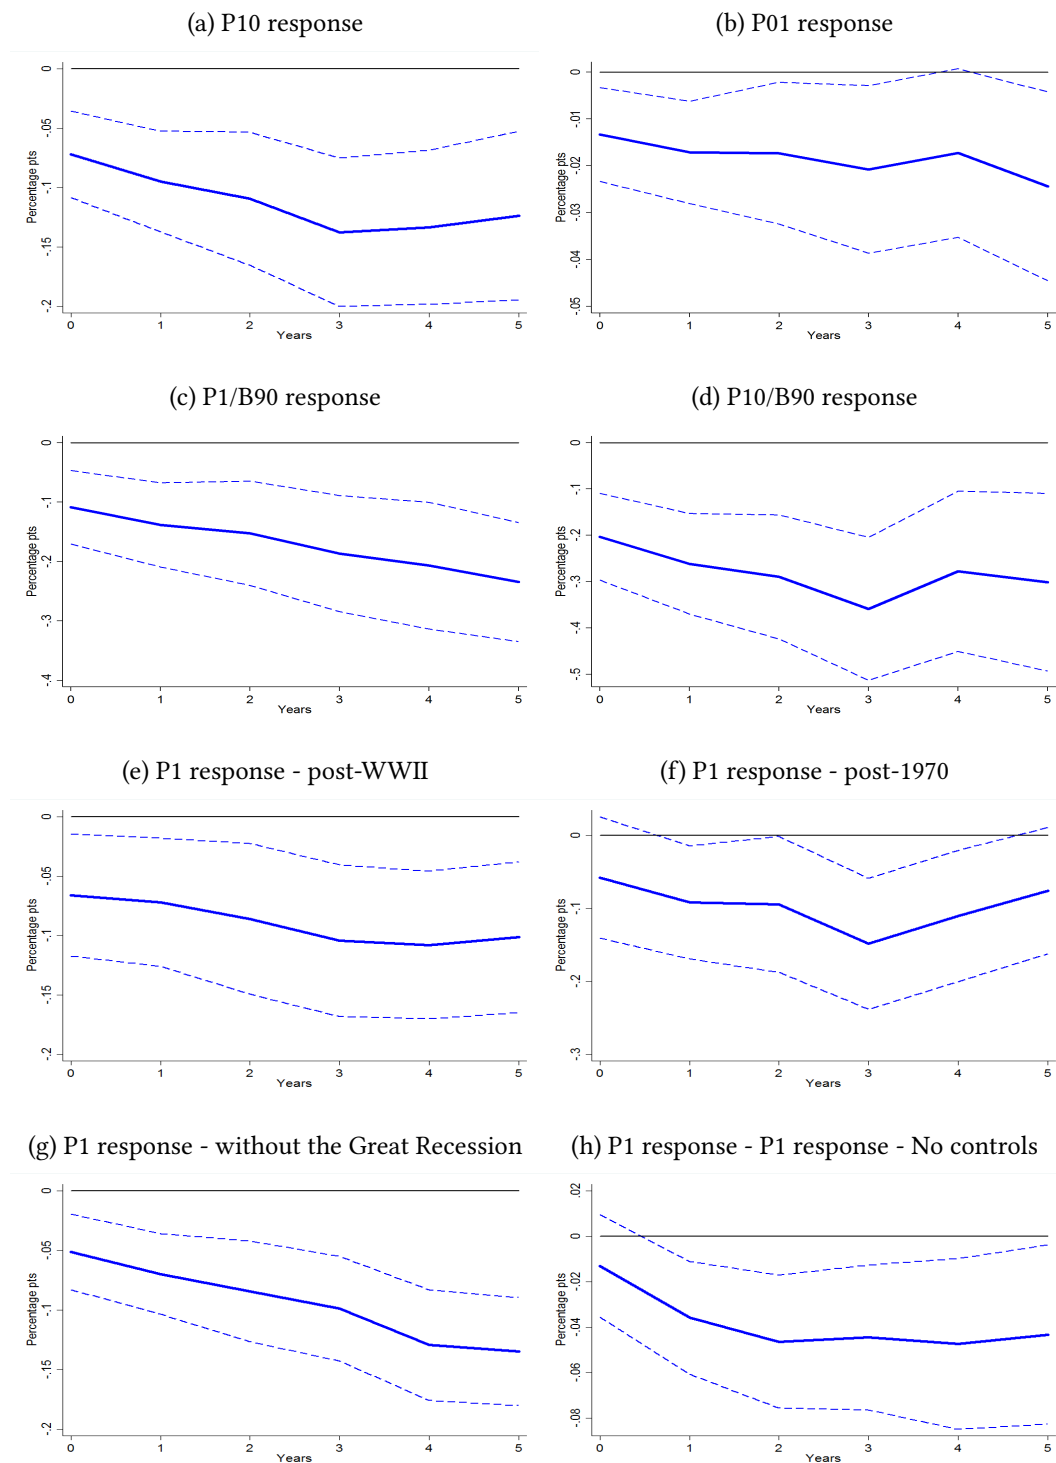 (a) P10 response
(b) P01 response
0
-.05
-.1
-.15
-.2
Percentage pts
0 1 2 3 4 5
Years
0
-.01
-.02
-.03
-.04
-.05
Percentage pts
0 1 2 3 4 5
Years
(c) P1/B90 response
(d) P10/B90 response
0
-.1
-.2
-.3
-.4
Percentage pts
0 1 2 3 4 5
Years
0
-.1
-.2
-.3
-.4
-.5
Percentage pts
0 1 2 3 4 5
Years
(e) P1 response - post-WWII
(f) P1 response - post-1970
0
-.05
-.1
-.15
-.2
Percentage pts
0 1 2 3 4 5
Years
0
-.1
-.2
-.3
Percentage pts
0 1 2 3 4 5
Years
(g) P1 response - without the Great Recession
(h) P1 response - P1 response - No controls
0
-.05
-.1
-.15
-.2
Percentage pts
0 1 2 3 4 5
Years
.02
0
-.02
-.04
-.06
-.08
Percentage pts
0 1 2 3 4 5
Years